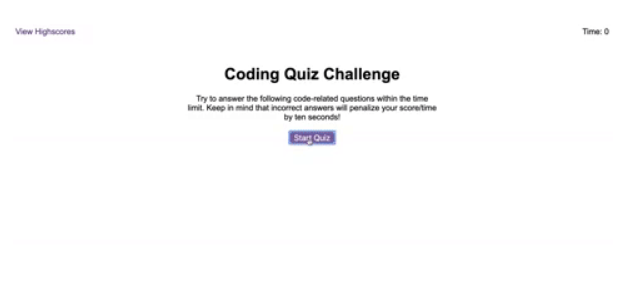 View Highscores
Time: 0
Coding Quiz Challenge
Try to answer the following code-related questions within the time
limit. Keep in mind that incorrect answers will penalize your score/time
by ten seconds!
Start Quiz